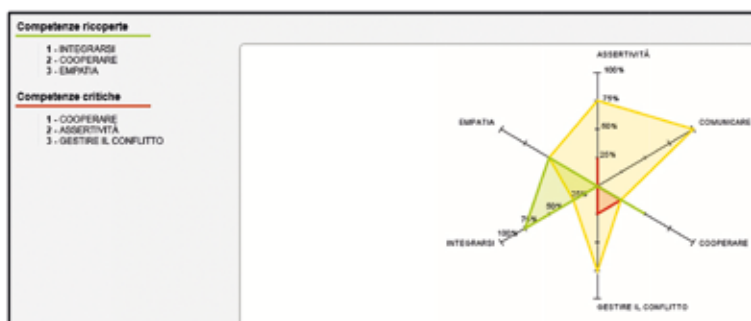 Competenze ricoperte
1 - INTEGRARSI
2 - COOPERARE
3 - EMPATIA
Competenze critiche
1 - COOPERARE
2 - ASSERTIVITÀ
3 - GESTIRE IL CONFLITTO
ASSERTIVITÀ
100%
75%
EMPATIA
50%
COMUNICARE
25%
25%
50%
75%
100%
INTEGRARSI
COOPERARE
GESTIRE IL CONFLITTO